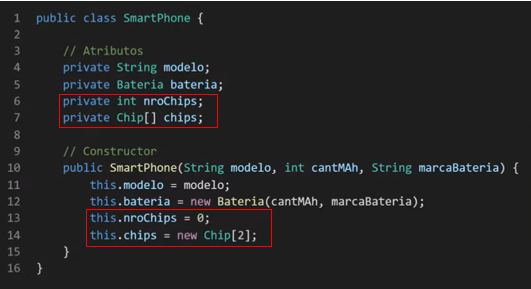 1 public class SmartPhone {
2
3 // Atributos
4 private String modelo;
5 private Bateria bateria;
6 private int nroChips;
7 private Chip[] chips;
8
9 // Constructor
10 public SmartPhone(String modelo, int cantMAh, String marcaBateria) {
11 this.modelo = modelo;
12 this.bateria = new Bateria(cantMAh, marcaBateria);
13 this.nroChips = 0;
14 this.chips = new Chip[2];
15 }
16 }